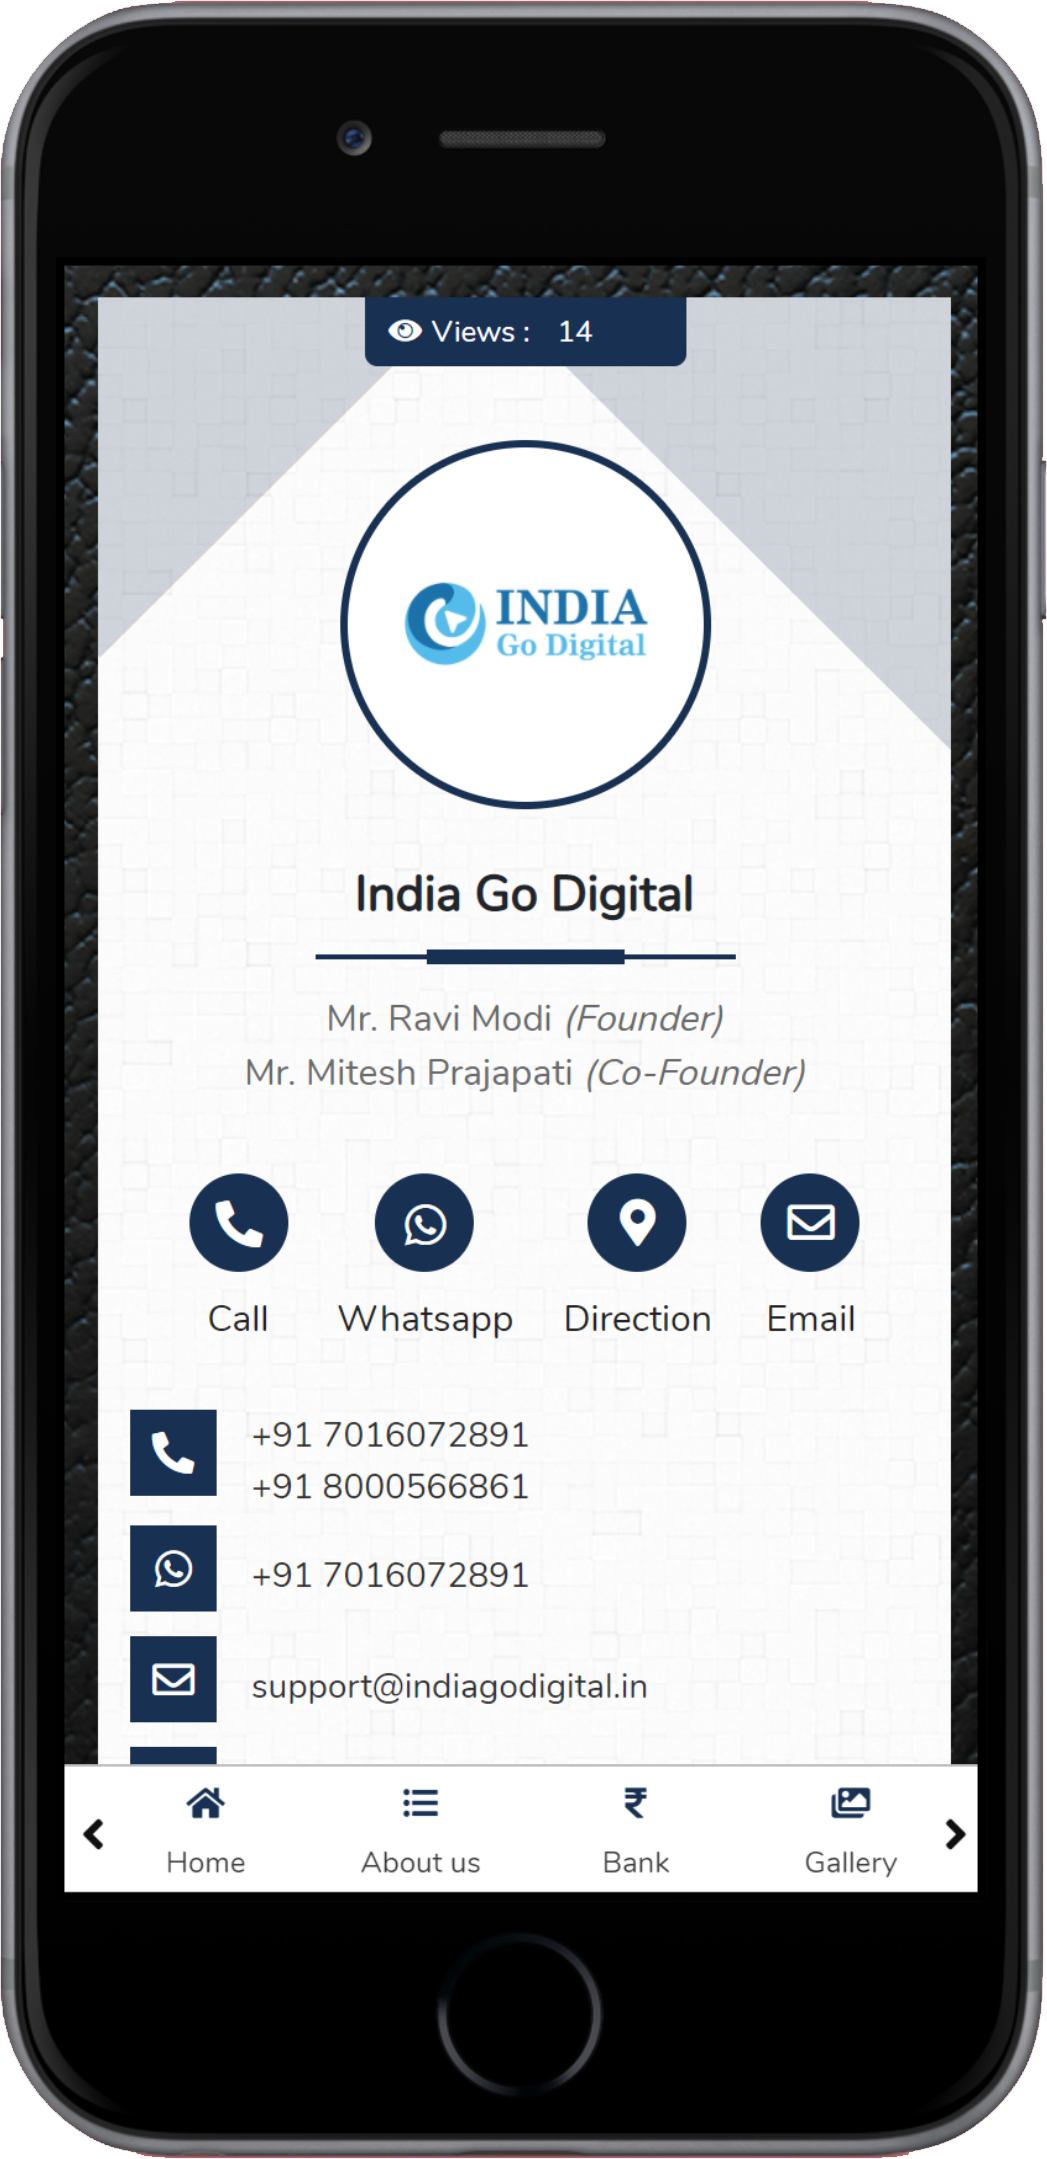 Views : 14
INDIA
Go Digital
India Go Digital
Mr. Ravi Modi (Founder)
Mr. Mitesh Prajapati (Co-Founder)
Call Whatsapp Direction Email
+91 7016072891
+91 8000566861
+91 7016072891
support@indiagodigital.in
Home About us Bank Gallery